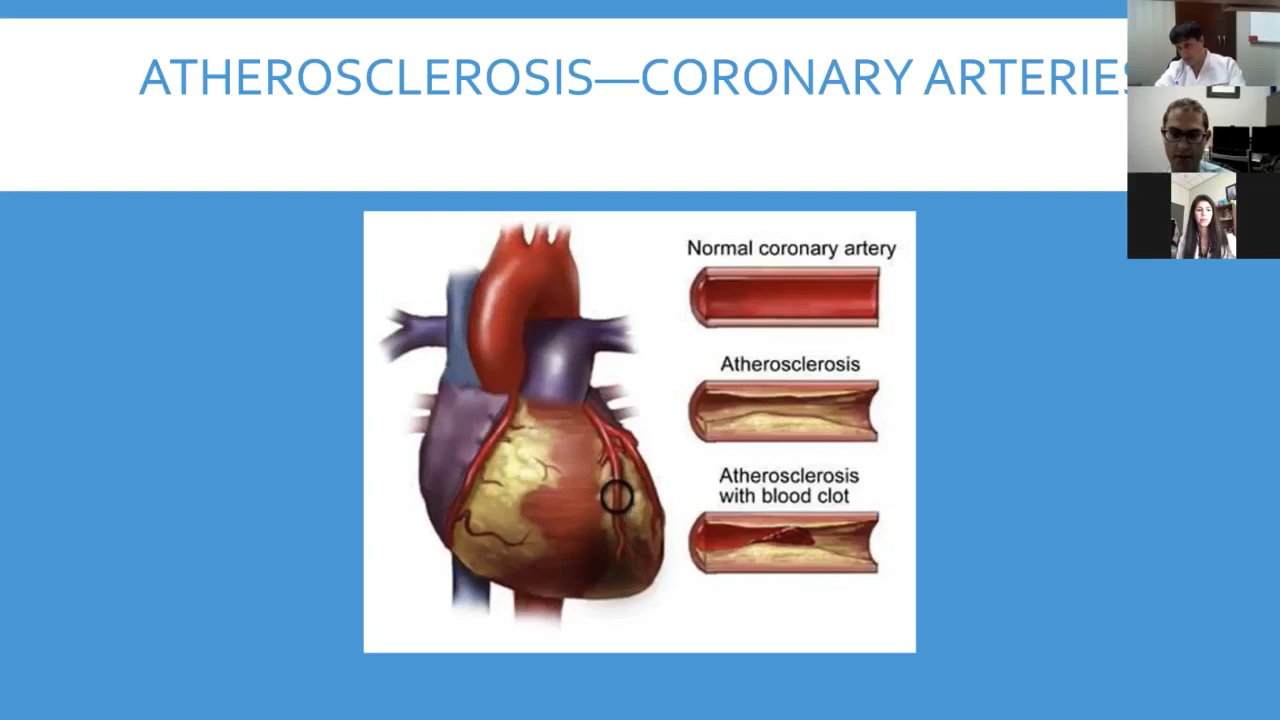 ATHEROSCLEROSIS—CORONARY ARTERIES
Normal coronary artery
Atherosclerosis
Atherosclerosis
with blood clot